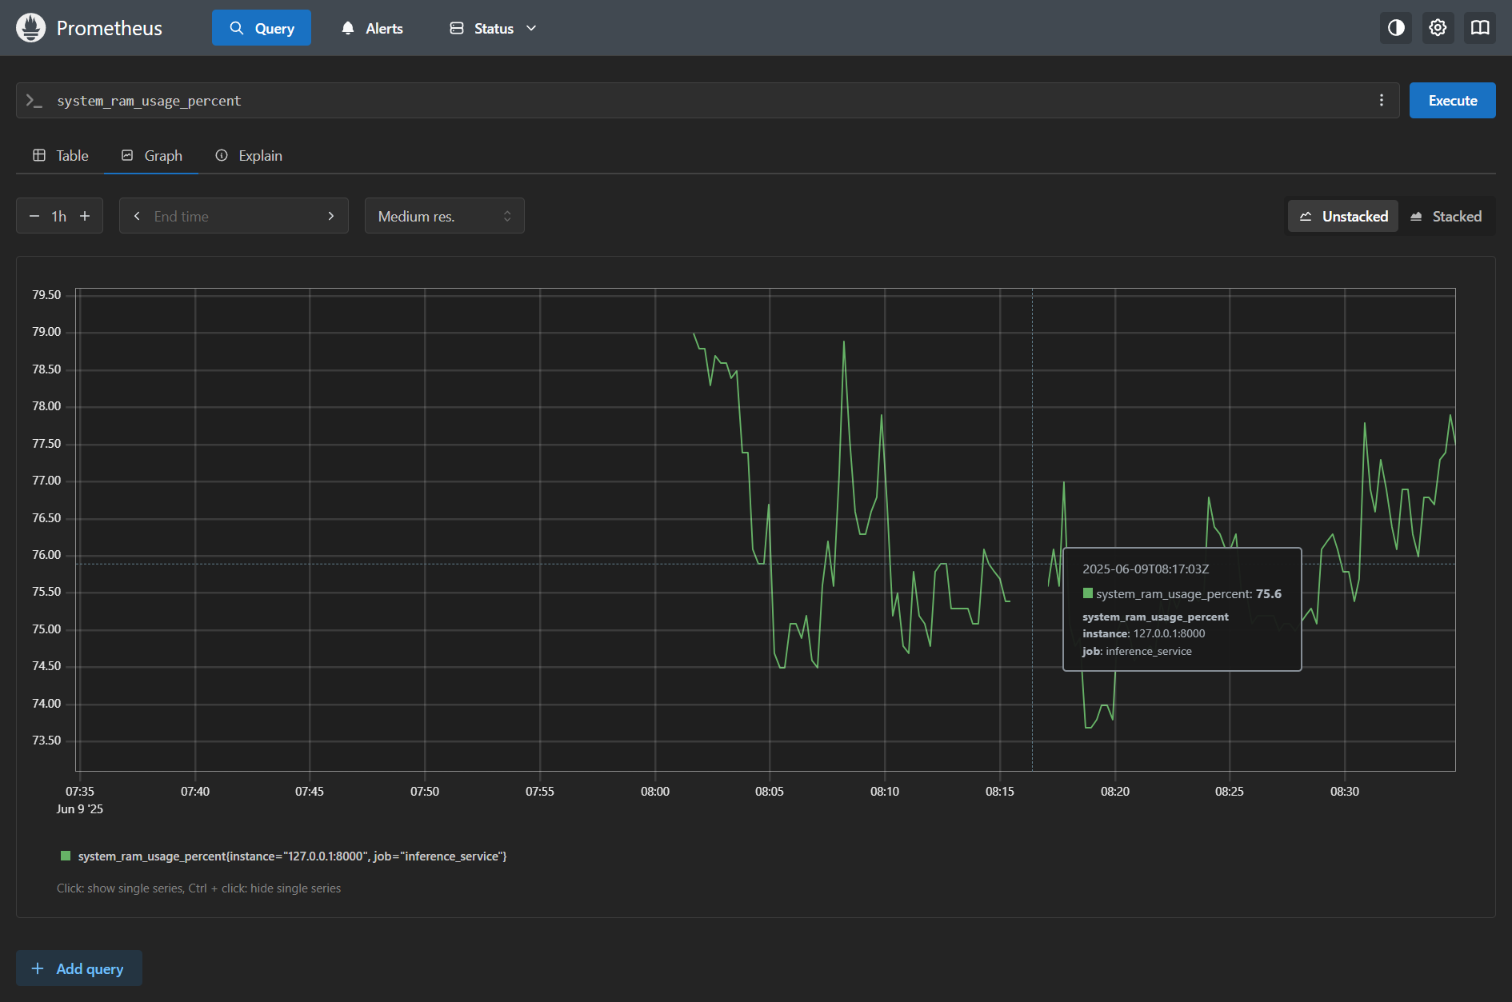 Prometheus
Query
Alerts
Status
system_ram_usage_percent
Execute
Table
Graph
Explain
1h
End time
Medium res.
Unstacked
Stacked
79.50
79.00
78.50
78.00
77.50
77.00
76.50
76.00
75.50
75.00
74.50
74.00
73.50
2025-06-09T08:17:03Z
system_ram_usage_percent: 75.6
system_ram_usage_percent
instance: 127.0.0.1:8000
job: inference_service
07:35 07:40 07:45 07:50 07:55 08:00 08:05 08:10 08:15 08:20 08:25 08:30
Jun 9 '25
system_ram_usage_percent{instance="127.0.0.1:8000", job="inference_service"}
Click: show single series, Ctrl + click: hide single series
Add query